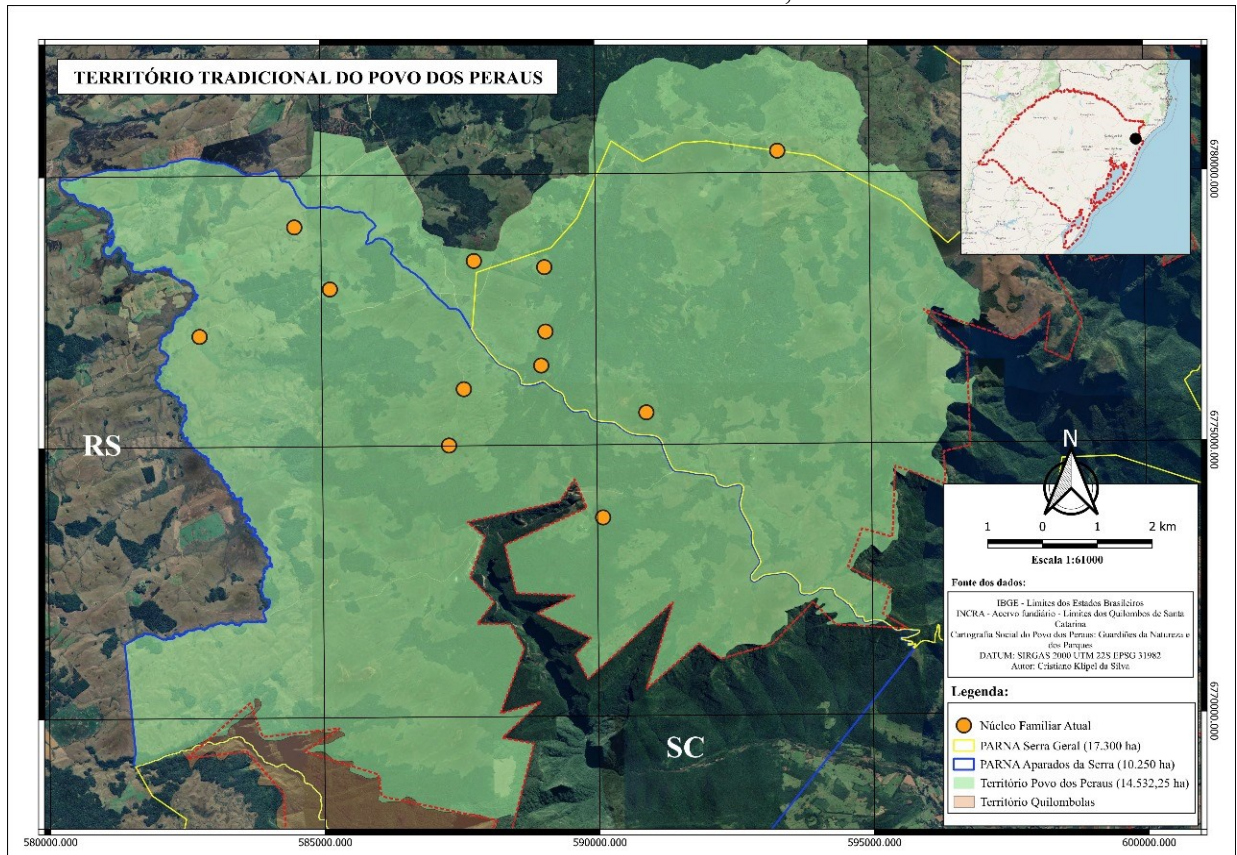 TERRITÓRIO TRADICIONAL DO POVO DOS PERAUS
RS
SC
N
1 0 1 2 km
Escala 1:61000
Fonte dos dados:
IBGE - Limites dos Estados Brasileiros
INCRA - Acervo fundiário - Limites dos Quilombos de Santa
Catarina
Cartografia Social do Povo dos Peraus: Guardiões da Natureza e
dos Parques
DATUM: SIRGAS 2000 UTM 22S EPSG 31982
Autor: Cristiano Klipel da Silva
Legenda:
Núcleo Familiar Atual
PARNA Serra Geral (17.300 ha)
PARNA Aparados da Serra (10.250 ha)
Território Povo dos Peraus (14.532,25 ha)
Território Quilombolas
6780000.000
6775000.000
6770000.000
580000.000 585000.000 590000.000 595000.000 600000.000